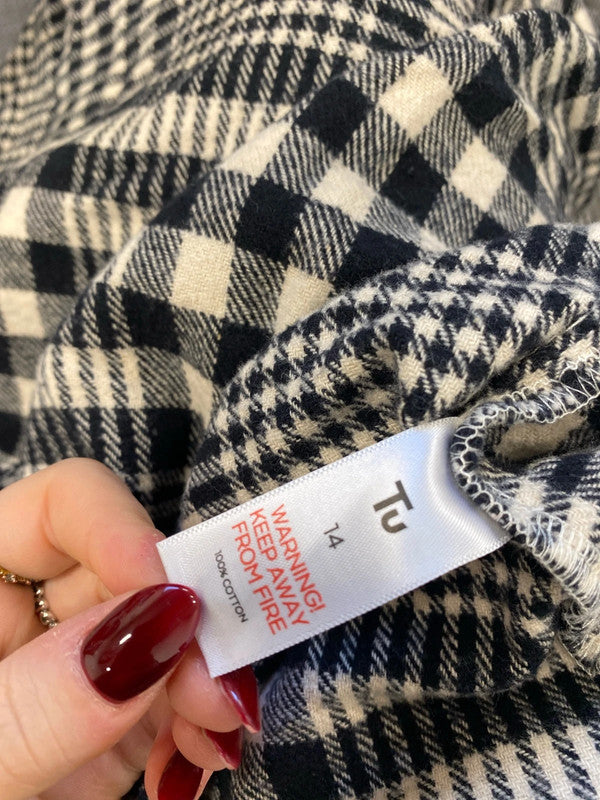 Tu
14
WARNING!
KEEP AWAY
FROM FIRE
100% COTTON